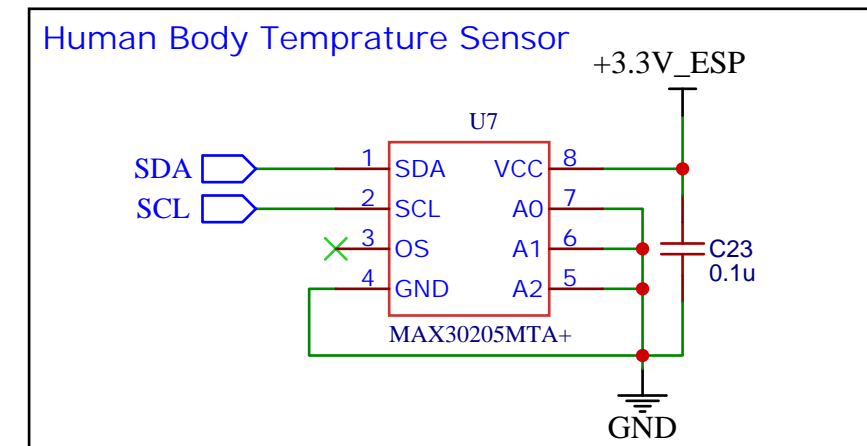 Human Body Temprature Sensor
+3.3V_ESP
U7
SDA 1 SDA VCC 8
SCL 2 SCL A0 7
3 OS A1 6
4 GND A2 5
C23
0.1u
MAX30205MTA+
GND